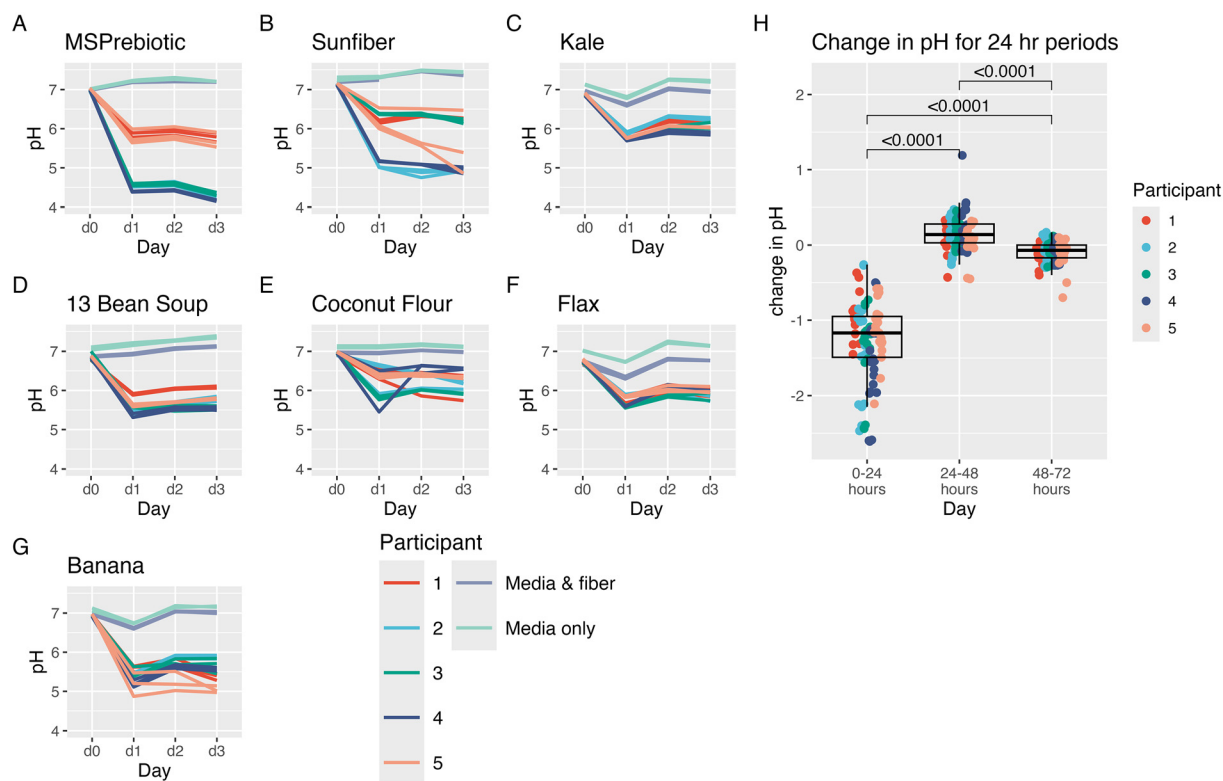 A
MSPrebiotic
pH
7
6
5
4
d0 d1 d2 d3
Day
B
Sunfiber
pH
7
6
5
4
d0 d1 d2 d3
Day
C
Kale
pH
7
6
5
4
d0 d1 d2 d3
Day
D
13 Bean Soup
pH
7
6
5
4
d0 d1 d2 d3
Day
E
Coconut Flour
pH
7
6
5
4
d0 d1 d2 d3
Day
F
Flax
pH
7
6
5
4
d0 d1 d2 d3
Day
G
Banana
pH
7
6
5
4
d0 d1 d2 d3
Day
Participant
1 Media & fiber
2 Media only
3
4
5
H
Change in pH for 24 hr periods
<0.0001
<0.0001
<0.0001
change in pH
2
1
0
-1
-2
0-24 24-48 48-72
hours hours hours
Day
Participant
1
2
3
4
5